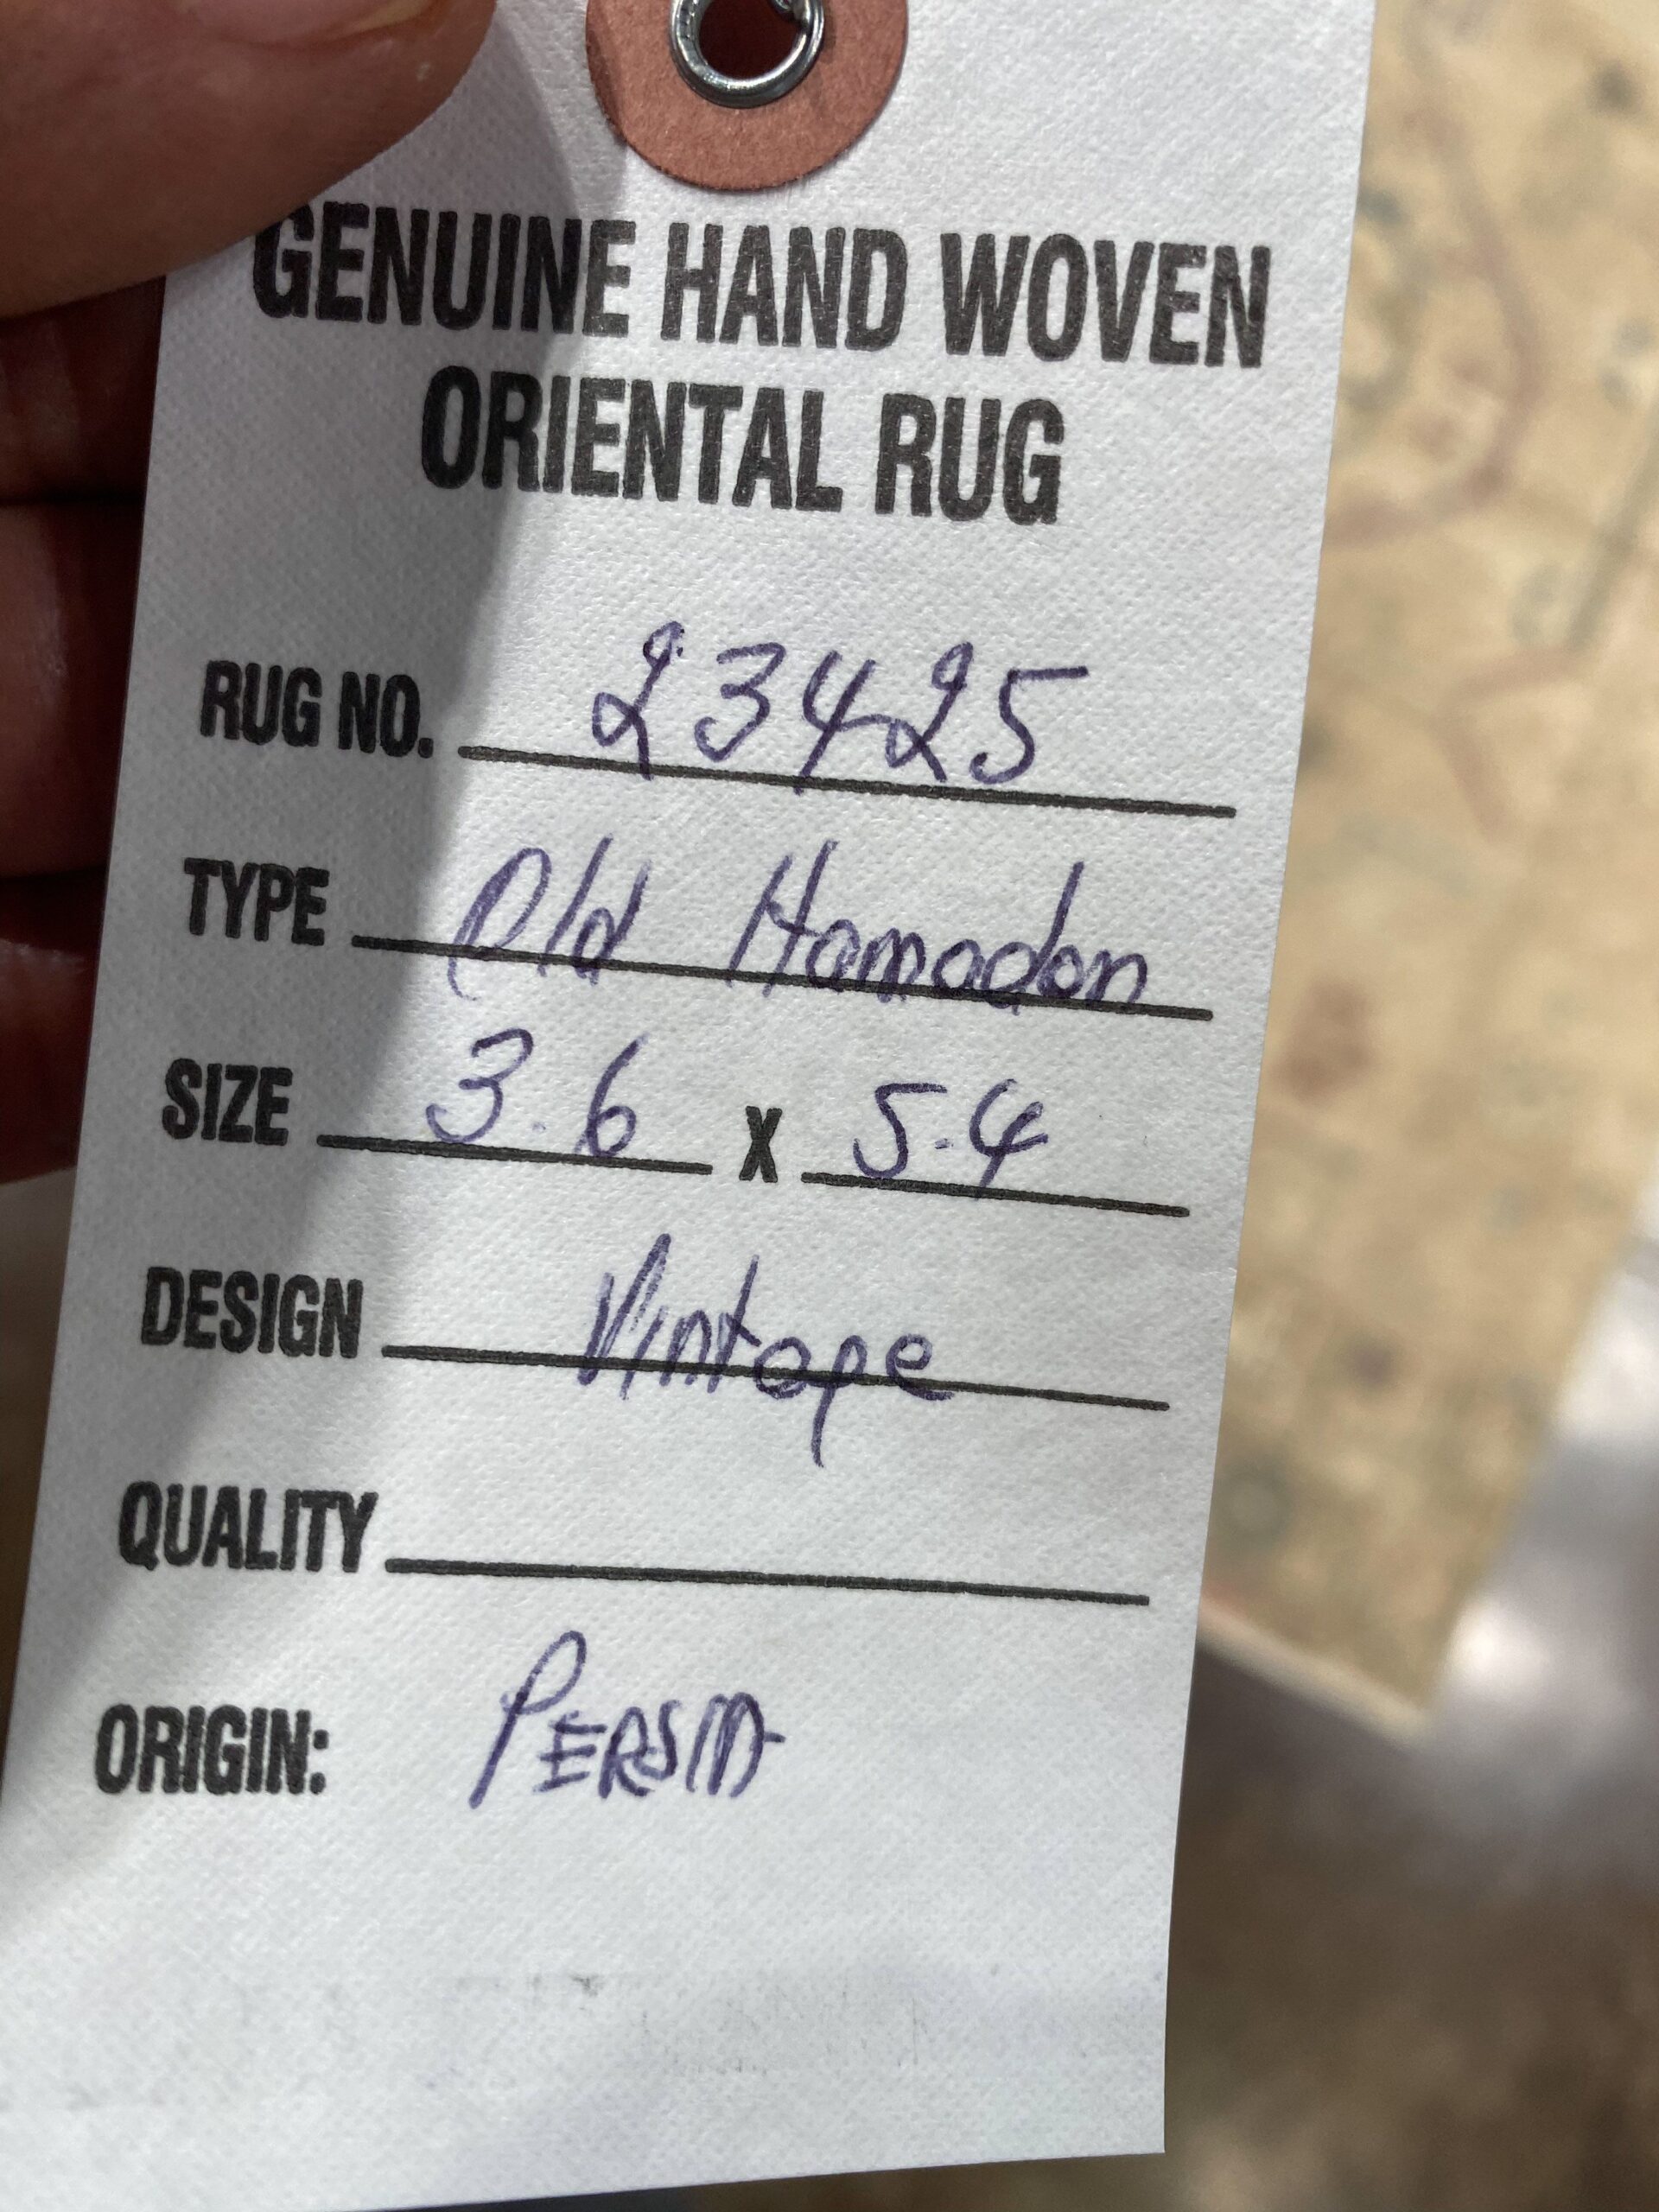 GENUINE HAND WOVEN
ORIENTAL RUG
RUG NO. 23425
TYPE Old Hamadan
SIZE 3.6 X 5.4
DESIGN Vintage
QUALITY
ORIGIN: PERSIA